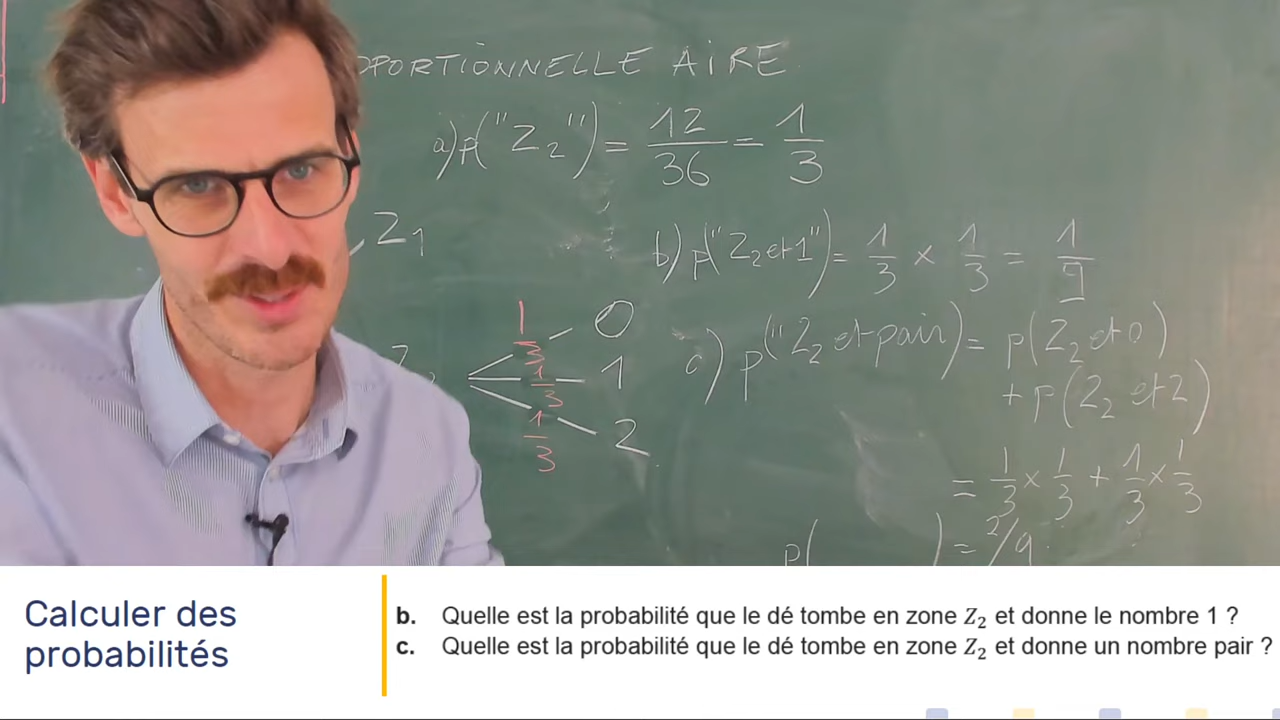 OPORTIONNELLE AIRE
a) p("Z₂") = 12/36 = 1/3
Z₁
b) p("Z₂ et 1") = 1/3 × 1/3 = 1/9
1/3 0
1/3 1
1/3 2
c) p("Z₂ et pair) = p(Z₂ et 0)
+ p(Z₂ et 2)
= 1/3 × 1/3 + 1/3 × 1/3
p( ) = 2/9
Calculer des
probabilités
b. Quelle est la probabilité que le dé tombe en zone Z₂ et donne le nombre 1 ?
c. Quelle est la probabilité que le dé tombe en zone Z₂ et donne un nombre pair ?